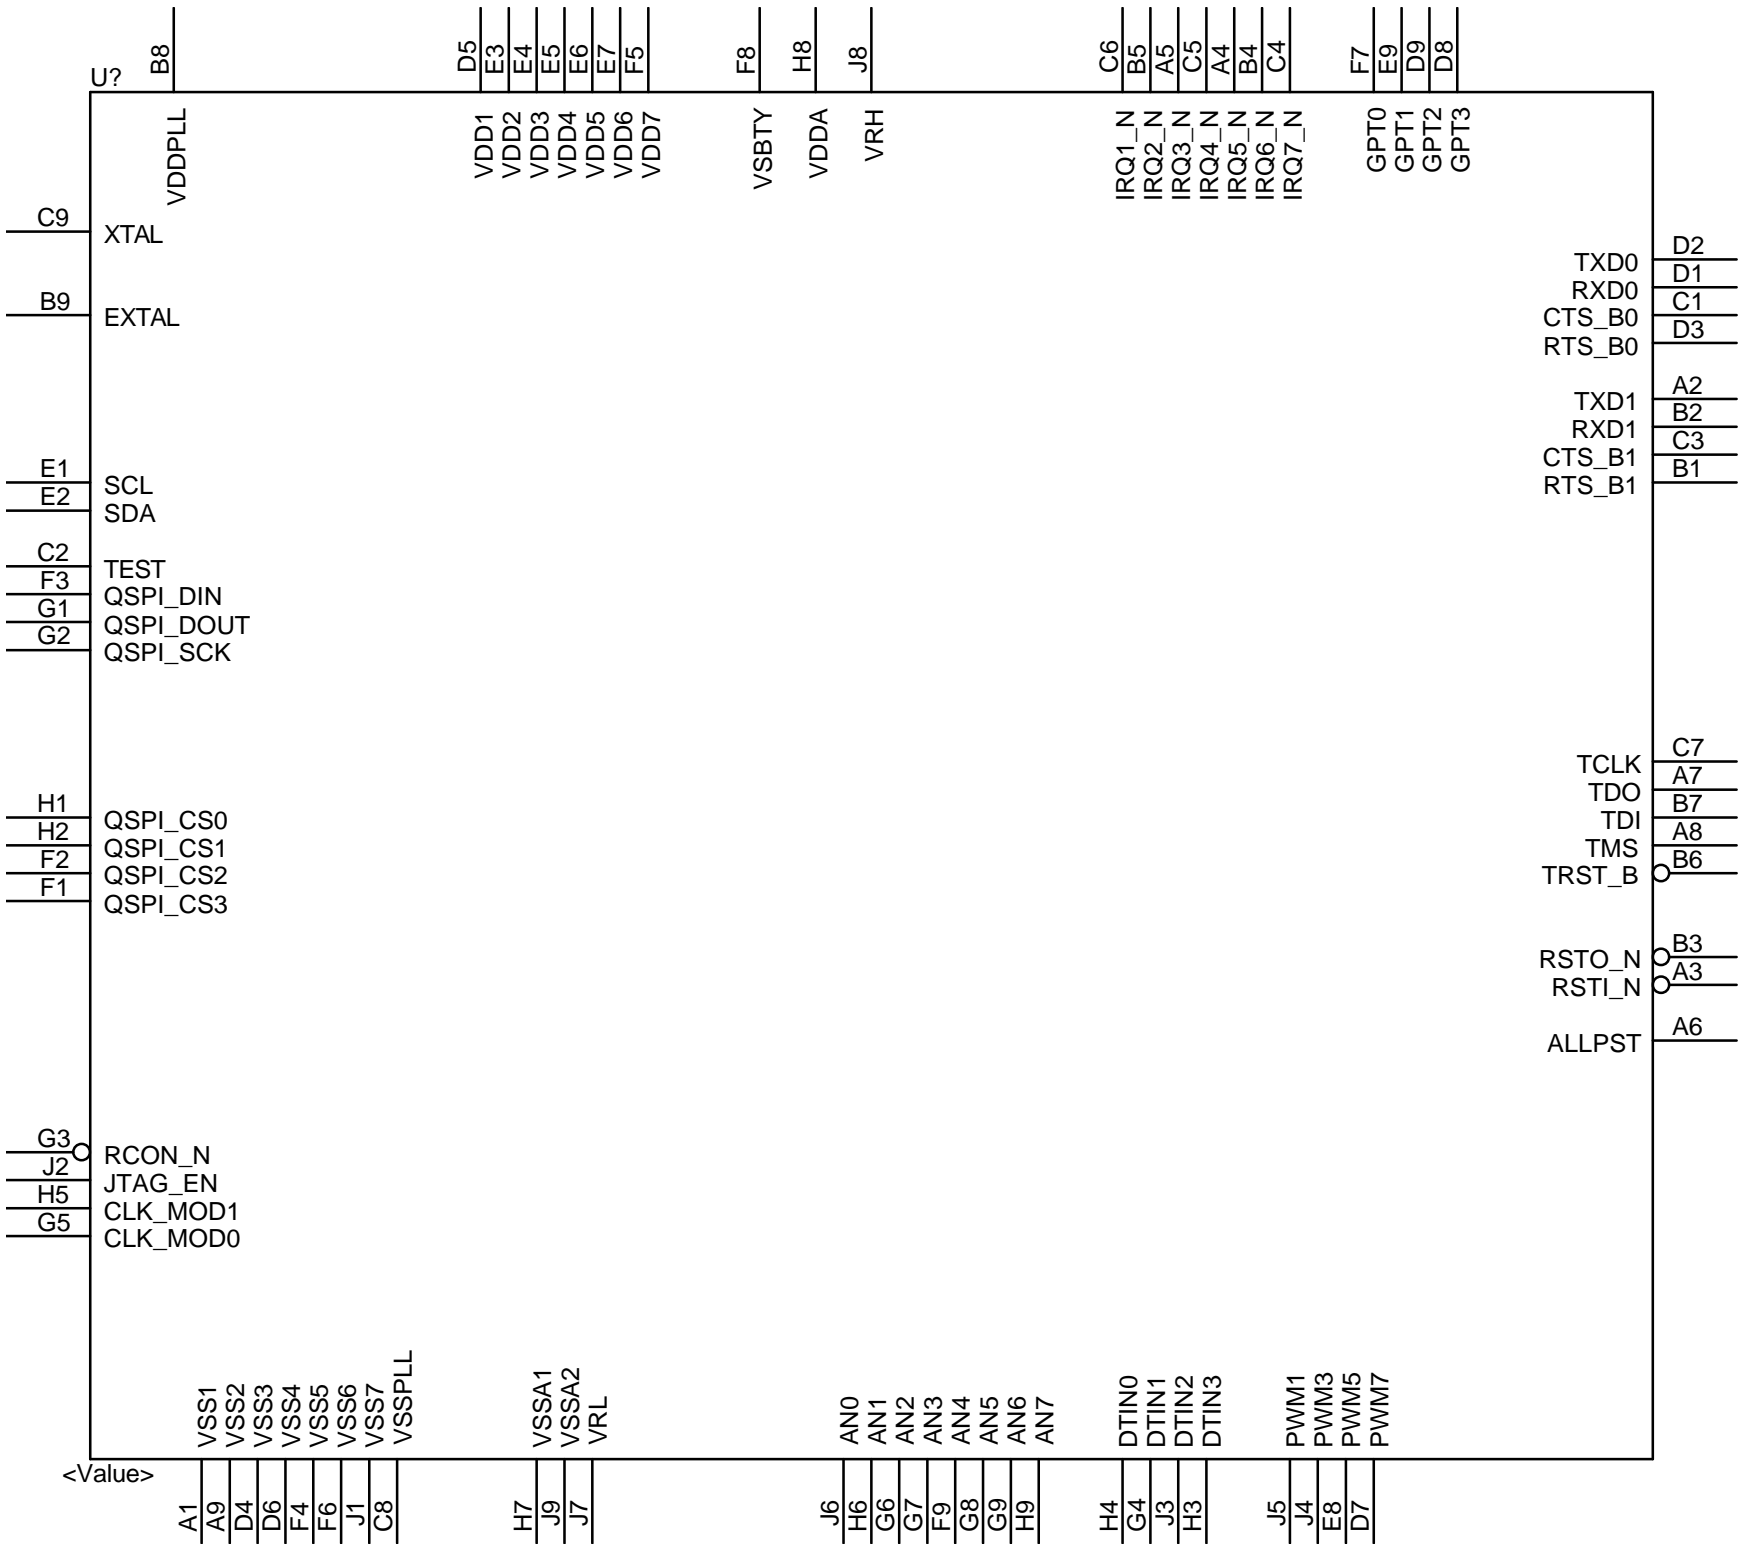 B8 D5 E3 E4 E5 E6 E7 F5 F8 H8 J8 C6 B5 A5 C5 A4 B4 C4 F7 E9 D9 D8
U?
VDDPLL VDD1 VDD2 VDD3 VDD4 VDD5 VDD6 VDD7 VSBTY VDDA VRH IRQ1_N IRQ2_N IRQ3_N IRQ4_N IRQ5_N IRQ6_N IRQ7_N GPT0 GPT1 GPT2 GPT3
C9
XTAL
B9
EXTAL
E1
SCL
E2
SDA
C2
TEST
F3
QSPI_DIN
G1
QSPI_DOUT
G2
QSPI_SCK
H1
QSPI_CS0
H2
QSPI_CS1
F2
QSPI_CS2
F1
QSPI_CS3
G3
RCON_N
J2
JTAG_EN
H5
CLK_MOD1
G5
CLK_MOD0
D2
TXD0
D1
RXD0
C1
CTS_B0
D3
RTS_B0
A2
TXD1
B2
RXD1
C3
CTS_B1
B1
RTS_B1
C7
TCLK
A7
TDO
B7
TDI
A8
TMS
B6
TRST_B
B3
RSTO_N
A3
RSTI_N
A6
ALLPST
VSS1 VSS2 VSS3 VSS4 VSS5 VSS6 VSS7 VSSPLL VSSA1 VSSA2 VRL AN0 AN1 AN2 AN3 AN4 AN5 AN6 AN7 DTIN0 DTIN1 DTIN2 DTIN3 PWM1 PWM3 PWM5 PWM7
<Value>
A1 A9 D4 D6 F4 F6 J1 C8 H7 J9 J7 J6 H6 G6 G7 F9 G8 G9 H9 H4 G4 J3 H3 J5 J4 E8 D7